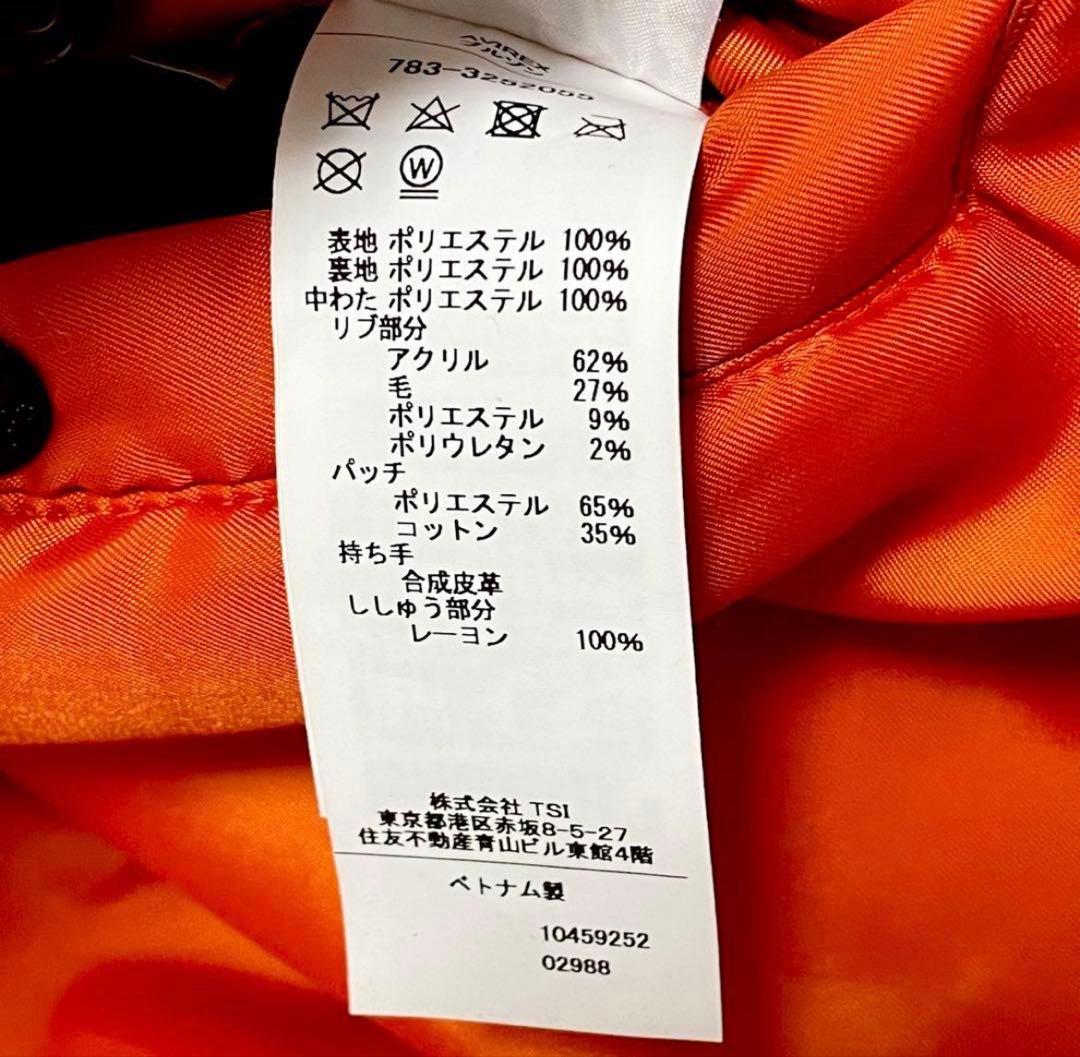 AVIREX
ブルゾン
783-3252055
W
表地 ポリエステル 100%
裏地 ポリエステル 100%
中わた ポリエステル 100%
リブ部分
アクリル 62%
毛 27%
ポリエステル 9%
ポリウレタン 2%
パッチ
ポリエステル 65%
コットン 35%
持ち手
合成皮革
ししゅう部分
レーヨン 100%
株式会社 TSI
東京都港区赤坂8-5-27
住友不動産青山ビル東館4階
ベトナム製
10459252
02988